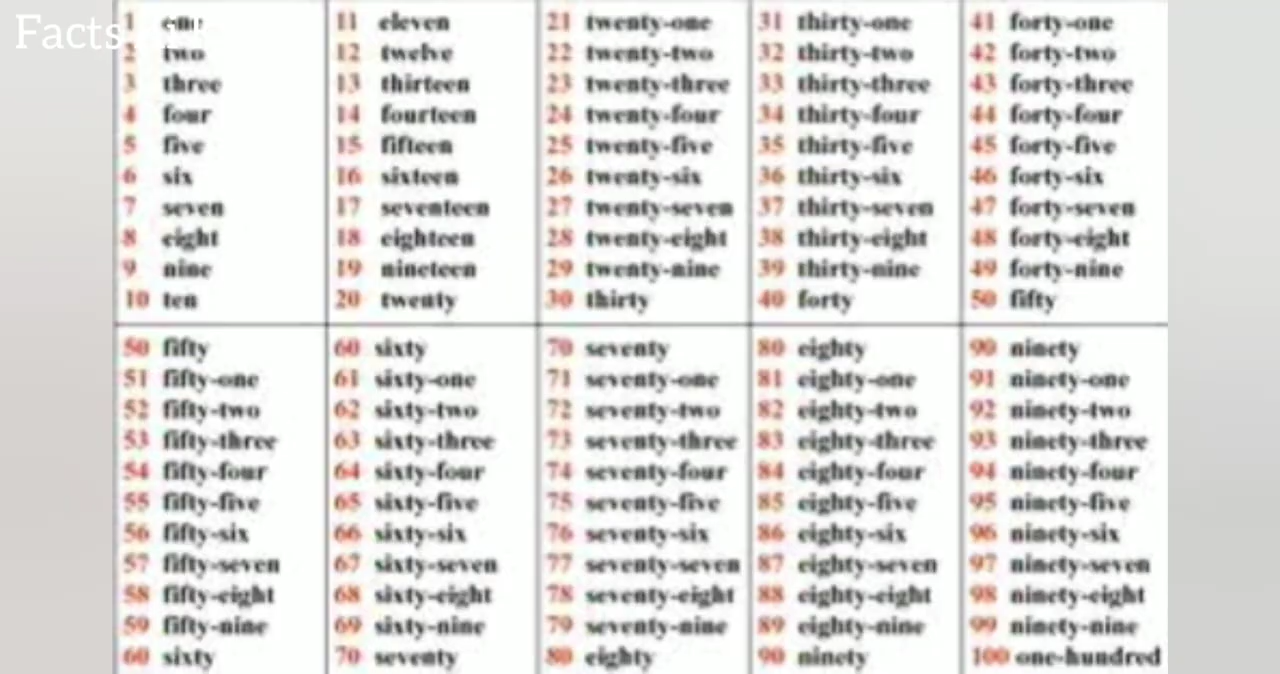 Facts
1 one
2 two
3 three
4 four
5 five
6 six
7 seven
8 eight
9 nine
10 ten
11 eleven
12 twelve
13 thirteen
14 fourteen
15 fifteen
16 sixteen
17 seventeen
18 eighteen
19 nineteen
20 twenty
21 twenty-one
22 twenty-two
23 twenty-three
24 twenty-four
25 twenty-five
26 twenty-six
27 twenty-seven
28 twenty-eight
29 twenty-nine
30 thirty
31 thirty-one
32 thirty-two
33 thirty-three
34 thirty-four
35 thirty-five
36 thirty-six
37 thirty-seven
38 thirty-eight
39 thirty-nine
40 forty
41 forty-one
42 forty-two
43 forty-three
44 forty-four
45 forty-five
46 forty-six
47 forty-seven
48 forty-eight
49 forty-nine
50 fifty
50 fifty
51 fifty-one
52 fifty-two
53 fifty-three
54 fifty-four
55 fifty-five
56 fifty-six
57 fifty-seven
58 fifty-eight
59 fifty-nine
60 sixty
60 sixty
61 sixty-one
62 sixty-two
63 sixty-three
64 sixty-four
65 sixty-five
66 sixty-six
67 sixty-seven
68 sixty-eight
69 sixty-nine
70 seventy
70 seventy
71 seventy-one
72 seventy-two
73 seventy-three
74 seventy-four
75 seventy-five
76 seventy-six
77 seventy-seven
78 seventy-eight
79 seventy-nine
80 eighty
80 eighty
81 eighty-one
82 eighty-two
83 eighty-three
84 eighty-four
85 eighty-five
86 eighty-six
87 eighty-seven
88 eighty-eight
89 eighty-nine
90 ninety
90 ninety
91 ninety-one
92 ninety-two
93 ninety-three
94 ninety-four
95 ninety-five
96 ninety-six
97 ninety-seven
98 ninety-eight
99 ninety-nine
100 one-hundred